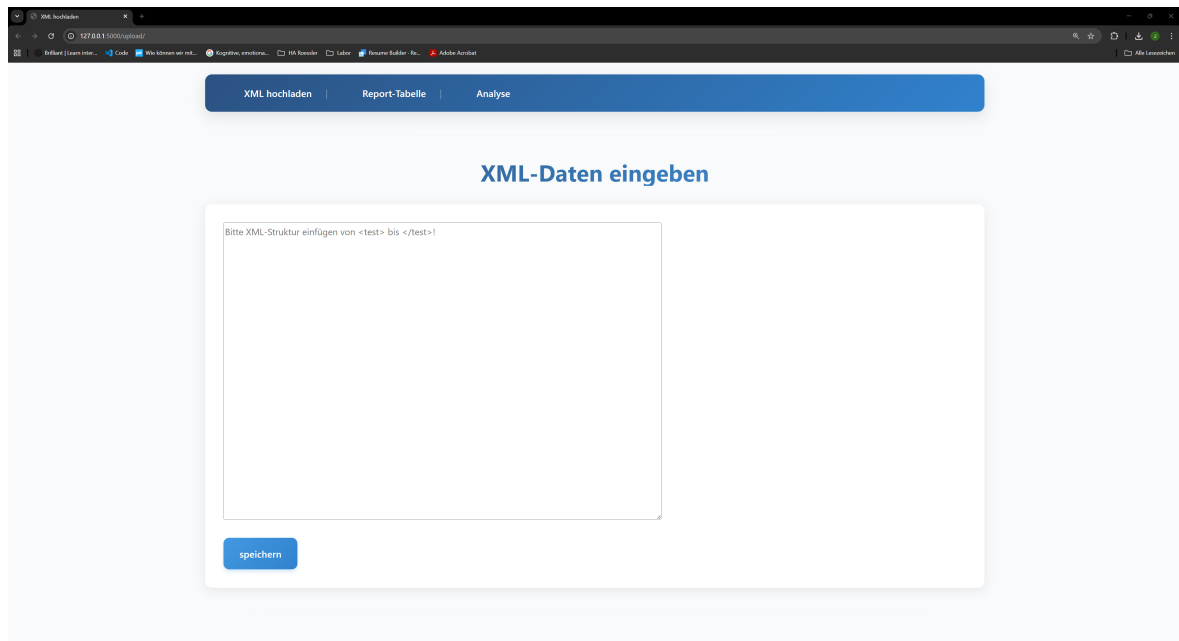 XML hochladen
127.0.0.1:5000/upload/
Brilliant | Learn inter... Code Wie können wir mit... Kognitive, emotiona... HA Roessler Labor Resume Builder · Re... Adobe Acrobat Alle Lesezeichen
XML hochladen | Report-Tabelle | Analyse
XML-Daten eingeben
Bitte XML-Struktur einfügen von <test> bis </test>!
speichern